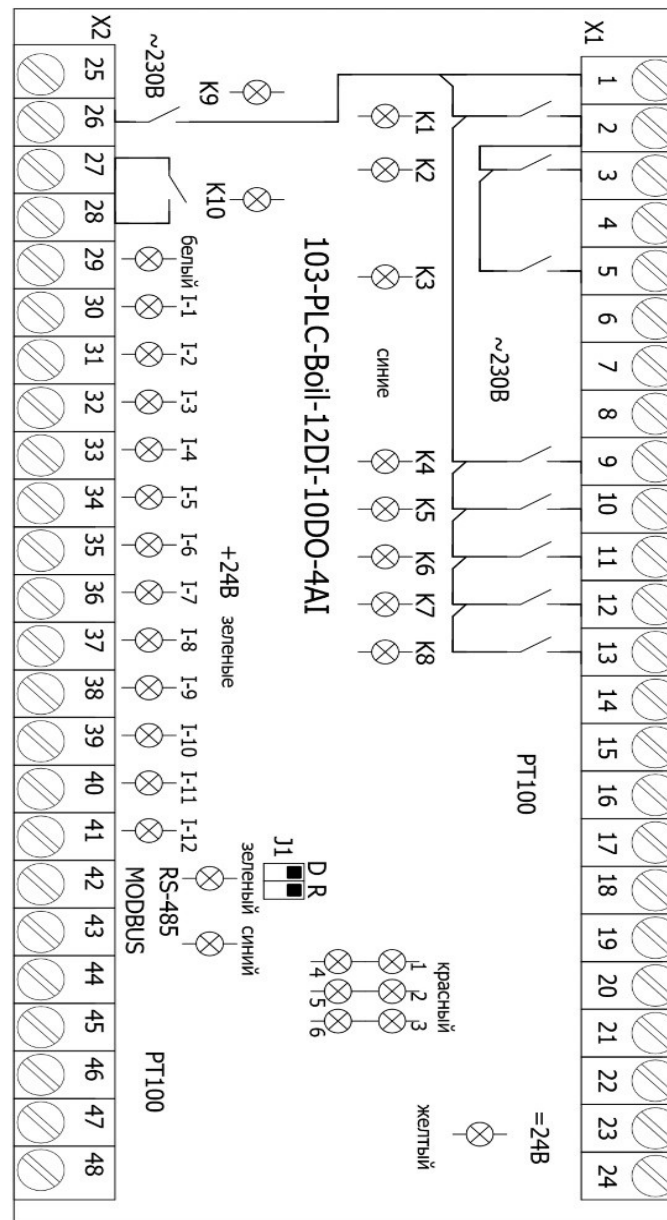 X2
25
26
27
28
29
30
31
32
33
34
35
36
37
38
39
40
41
42
43
44
45
46
47
48
~230В
K9
K10
белый
I-1
I-2
I-3
I-4
I-5
I-6
I-7
I-8
I-9
I-10
I-11
I-12
+24В
зеленые
RS-485
MODBUS
зеленый
синий
J1
D R
PT100
103-PLC-Boil-12DI-10DO-4AI
K1
K2
K3
синие
K4
K5
K6
K7
K8
красный
1
2
3
4
5
6
желтый
=24В
PT100
~230В
X1
1
2
3
4
5
6
7
8
9
10
11
12
13
14
15
16
17
18
19
20
21
22
23
24